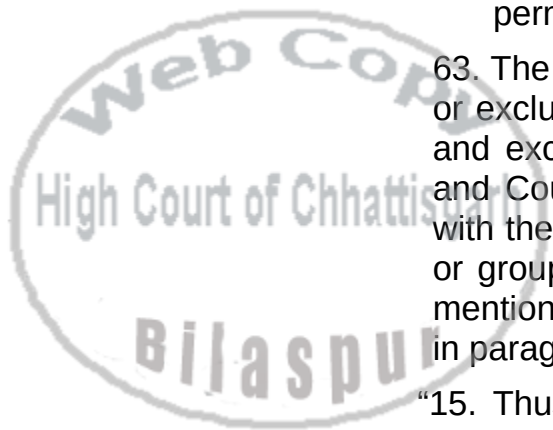 perm
63. The
or exclu
and exc
and Cou
with the
or group
mention
in parag
"15. Thu
Web Copy
High Court of Chhattisgarh
Bilaspur